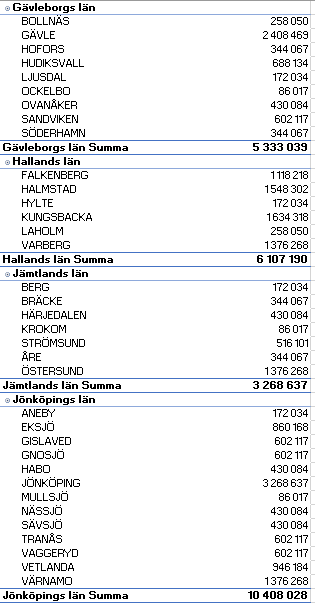 Gävleborgs län
BOLLNÄS 258 050
GÄVLE 2 408 469
HOFORS 344 067
HUDIKSVALL 688 134
LJUSDAL 172 034
OCKELBO 86 017
OVANÅKER 430 084
SANDVIKEN 602 117
SÖDERHAMN 344 067
Gävleborgs län Summa 5 333 039
Hallands län
FALKENBERG 1 118 218
HALMSTAD 1 548 302
HYLTE 172 034
KUNGSBACKA 1 634 318
LAHOLM 258 050
VARBERG 1 376 268
Hallands län Summa 6 107 190
Jämtlands län
BERG 172 034
BRÄCKE 344 067
HÄRJEDALEN 430 084
KROKOM 86 017
STRÖMSUND 516 101
ÅRE 344 067
ÖSTERSUND 1 376 268
Jämtlands län Summa 3 268 637
Jönköpings län
ANEBY 172 034
EKSJÖ 860 168
GISLAVED 602 117
GNOSJÖ 602 117
HABO 430 084
JÖNKÖPING 3 268 637
MULLSJÖ 86 017
NÄSSJÖ 430 084
SÄVSJÖ 430 084
TRANÅS 602 117
VAGGERYD 602 117
VETLANDA 946 184
VÄRNAMO 1 376 268
Jönköpings län Summa 10 408 028